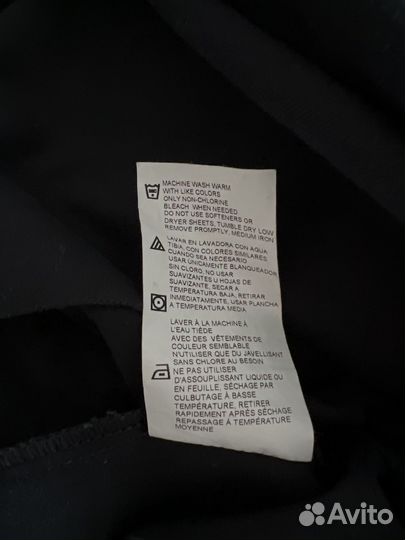 MACHINE WASH WARM
WITH LIKE COLORS
ONLY NON-CHLORINE
BLEACH WHEN NEEDED
DO NOT USE SOFTENERS OR
DRYER SHEETS, TUMBLE DRY LOW
REMOVE PROMPTLY, MEDIUM IRON
LAVAR EN LAVADORA CON AQUA
TIBIA, CON COLORES SIMILARES
CUANDO SEA NECESARIO
USAR UNICAMENTE BLANQUEADOR
SIN CLORO, NO USAR
SUAVIZANTES U HOJAS DE
SUAVIZANTE, SECAR A
TEMPERATURA BAJA, RETIRAR
INMEDIATAMENTE, USAR PLANCHA
A TEMPERATURA MEDIA
LAVER À LA MACHINE À
L'EAU TIÈDE
AVEC DES VÊTEMENTS DE
COULEUR SEMBLABLE
N'UTILISER QUE DU JAVELLISANT
SANS CHLORE AU BESOIN
NE PAS UTILISER
D'ASSOUPLISSANT LIQUIDE OU
EN FEUILLE, SÉCHAGE PAR
CULBUTAGE À BASSE
TEMPÉRATURE, RETIRER
RAPIDEMENT APRÈS SÉCHAGE
REPASSAGE À TEMPÉRATURE
MOYENNE
Avito